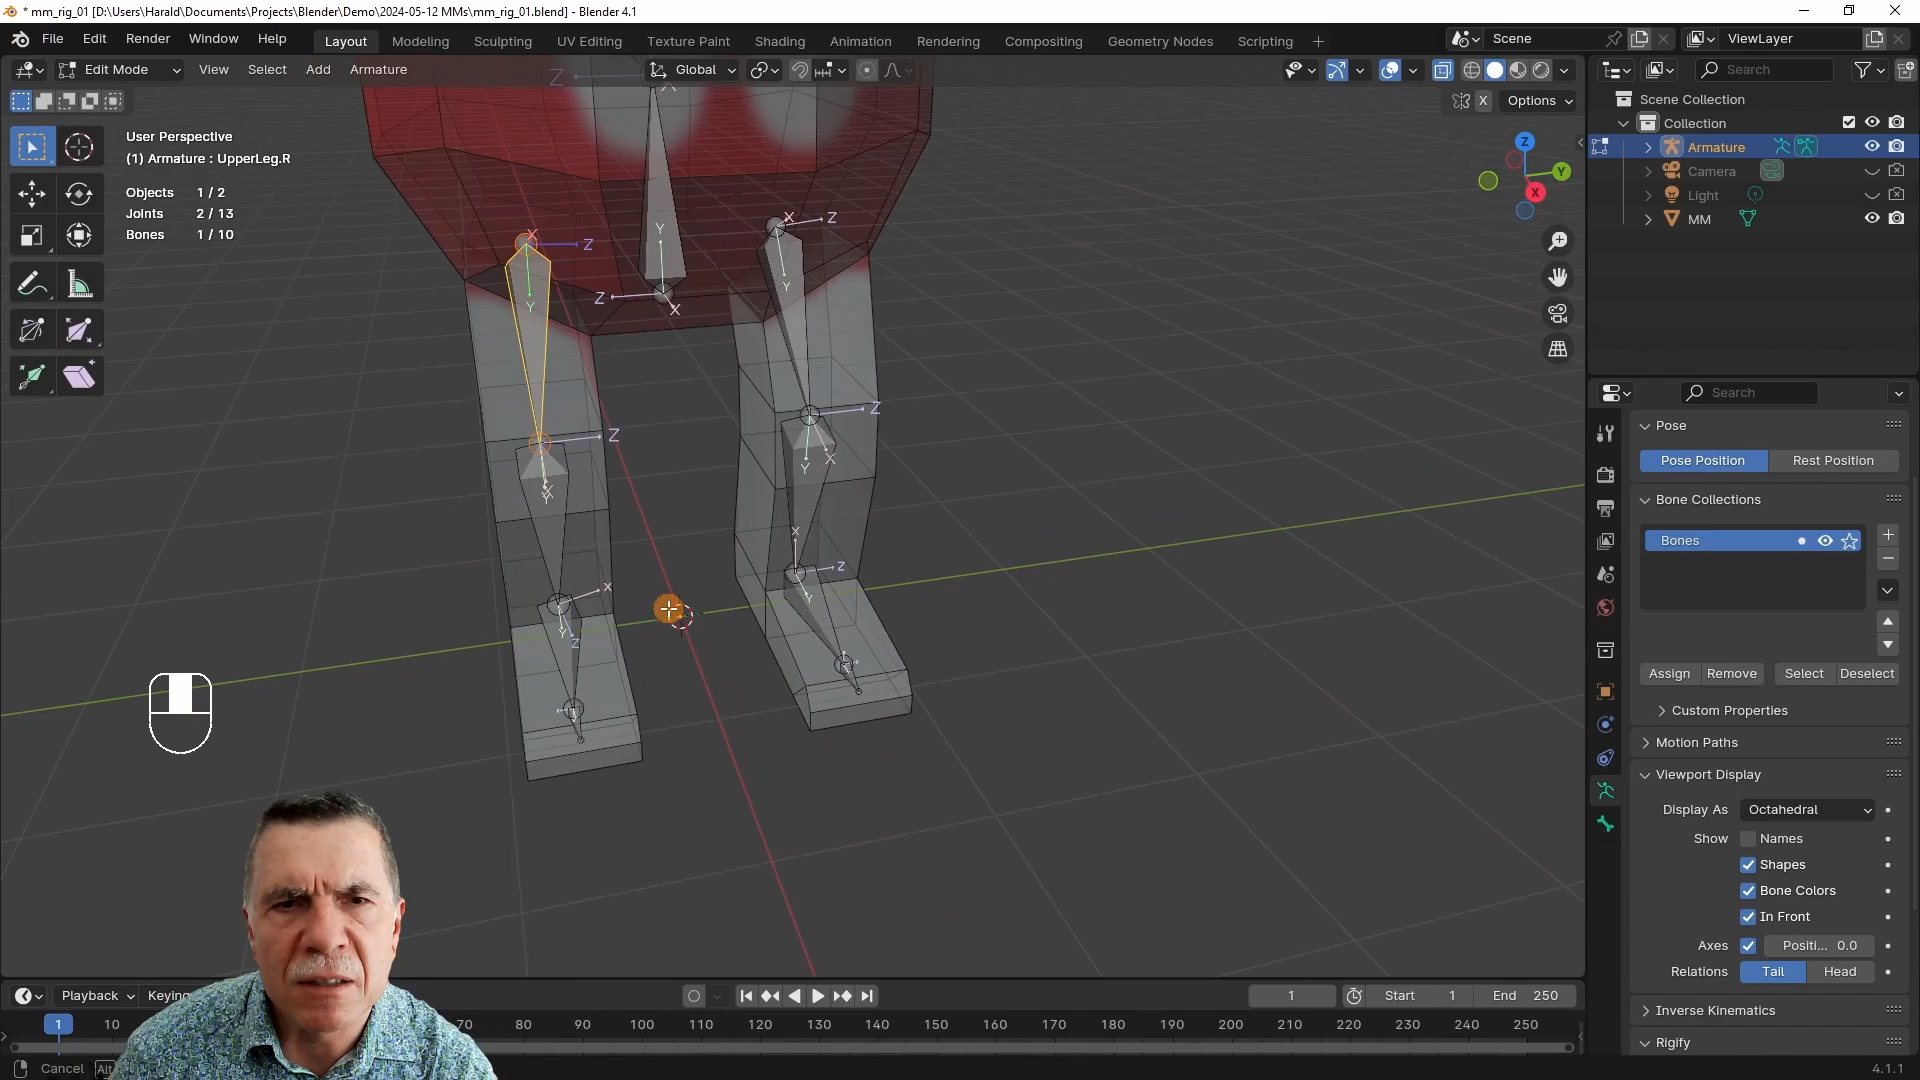 * mm_rig_01 [D:\Users\Harald\Documents\Projects\Blender\Demo\2024-05-12 MMs\mm_rig_01.blend] - Blender 4.1
File Edit Render Window Help Layout Modeling Sculpting UV Editing Texture Paint Shading Animation Rendering Compositing Geometry Nodes Scripting + Scene ViewLayer
Edit Mode View Select Add Armature Global Search
X Options
Scene Collection
Collection
Armature
Camera
Light
MM
User Perspective
(1) Armature : UpperLeg.R
Objects 1 / 2
Joints 2 / 13
Bones 1 / 10
Z
Y
X
Z
X
X Z
X Z
Y
Y
Y
Z
X
Z
Z
Y X
X
X
Z
X
Y
Y
Z
Search
Pose
Pose Position Rest Position
Bone Collections
Bones
Assign Remove Select Deselect
Custom Properties
Motion Paths
Viewport Display
Display As Octahedral
Show Names
Shapes
Bone Colors
In Front
Axes Positi... 0.0
Relations Tail Head
Inverse Kinematics
Rigify
Playback Keying 1 Start 1 End 250
1 10 70 80 90 100 110 120 130 140 150 160 170 180 190 200 210 220 230 240 250
Cancel Alt 4.1.1